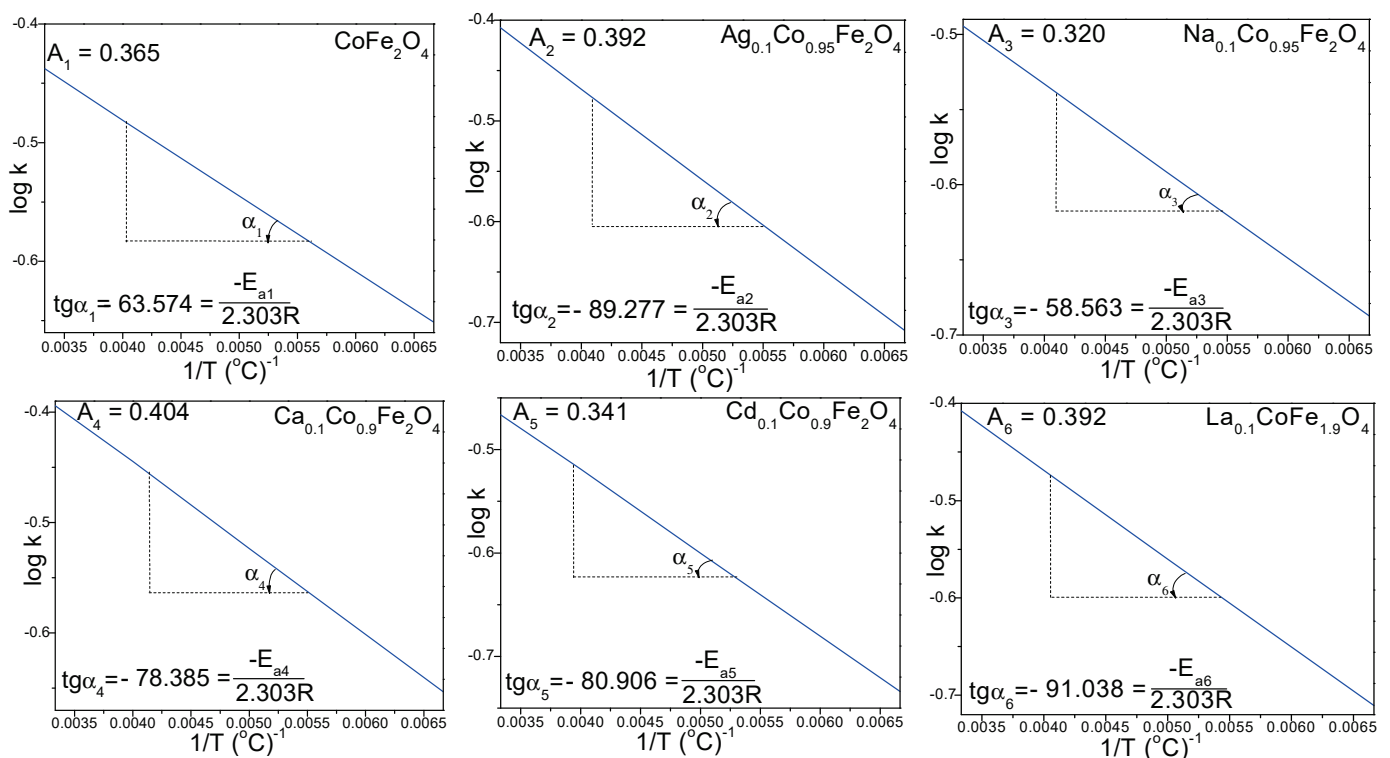 A₁ = 0.365
CoFe₂O₄
-0.4
-0.5
-0.6
log k
α₁
tgα₁= 63.574 = -Eₐ₁/2.303R
0.0035 0.0040 0.0045 0.0050 0.0055 0.0060 0.0065
1/T (°C)⁻¹
A₂ = 0.392
Ag₀.₁Co₀.₉₅Fe₂O₄
-0.4
-0.5
-0.6
-0.7
log k
α₂
tgα₂=- 89.277 = -Eₐ₂/2.303R
0.0035 0.0040 0.0045 0.0050 0.0055 0.0060 0.0065
1/T (°C)⁻¹
A₃ = 0.320
Na₀.₁Co₀.₉₅Fe₂O₄
-0.5
-0.6
-0.7
log k
α₃
tgα₃=- 58.563 = -Eₐ₃/2.303R
0.0035 0.0040 0.0045 0.0050 0.0055 0.0060 0.0065
1/T (°C)⁻¹
A₄ = 0.404
Ca₀.₁Co₀.₉Fe₂O₄
-0.4
-0.5
-0.6
log k
α₄
tgα₄=- 78.385 = -Eₐ₄/2.303R
0.0035 0.0040 0.0045 0.0050 0.0055 0.0060 0.0065
1/T (°C)⁻¹
A₅ = 0.341
Cd₀.₁Co₀.₉Fe₂O₄
-0.5
-0.6
-0.7
log k
α₅
tgα₅=- 80.906 = -Eₐ₅/2.303R
0.0035 0.0040 0.0045 0.0050 0.0055 0.0060 0.0065
1/T (°C)⁻¹
A₆ = 0.392
La₀.₁CoFe₁.₉O₄
-0.4
-0.5
-0.6
-0.7
log k
α₆
tgα₆=- 91.038 = -Eₐ₆/2.303R
0.0035 0.0040 0.0045 0.0050 0.0055 0.0060 0.0065
1/T (°C)⁻¹